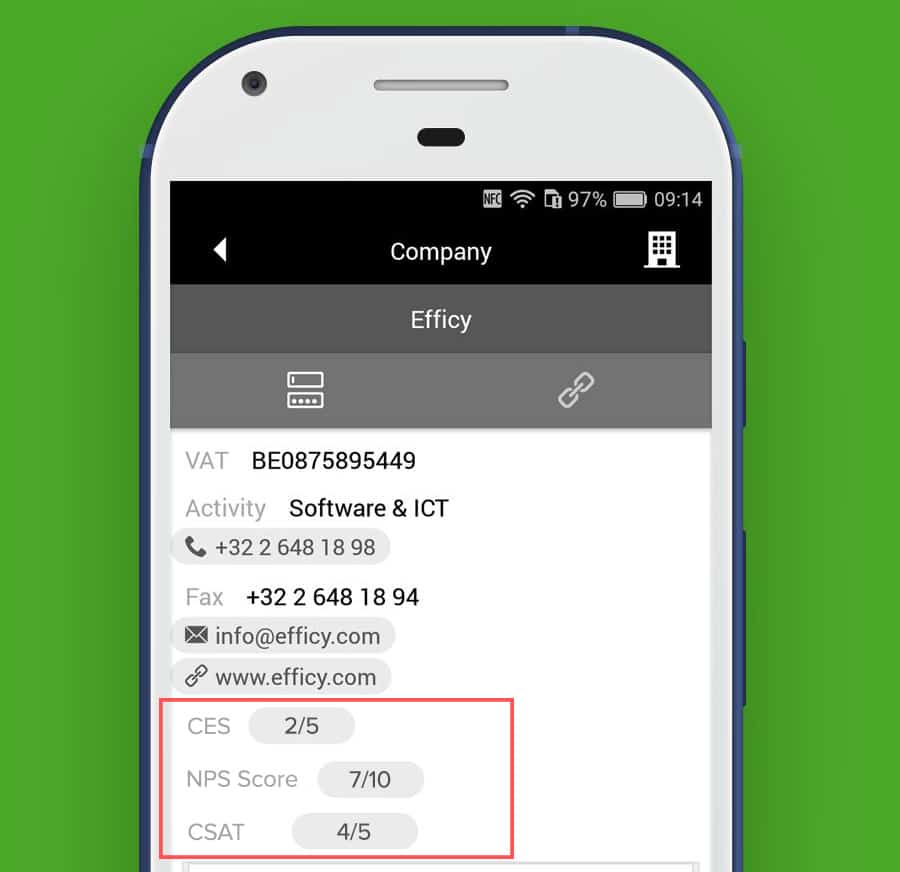 NFC 97% 09:14
Company
Efficy
VAT BE0875895449
Activity Software & ICT
+32 2 648 18 98
Fax +32 2 648 18 94
info@efficy.com
www.efficy.com
CES 2/5
NPS Score 7/10
CSAT 4/5